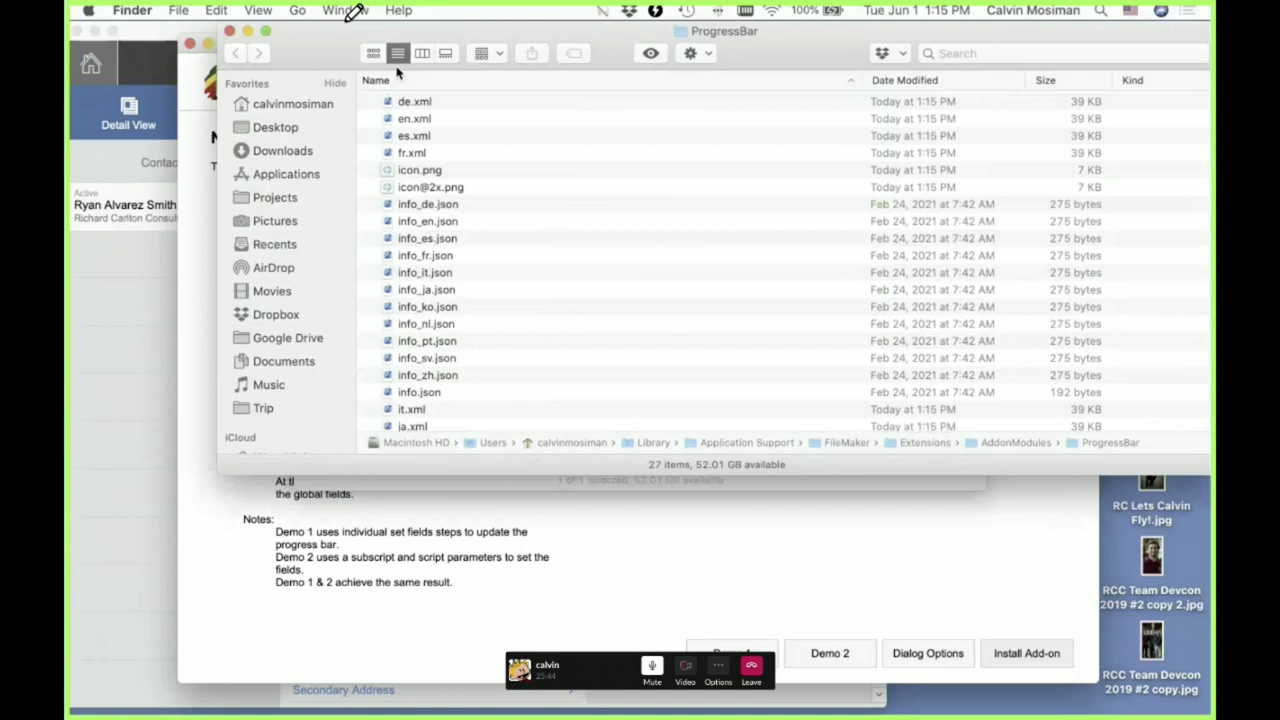 Finder File Edit View Go Window Help 100% Tue Jun 1 1:15 PM Calvin Mosiman
ProgressBar
Search
Detail View
Contac
Active
Ryan Alvarez Smith
Richard Carlton Consul
Favorites Hide
calvinmosiman
Desktop
Downloads
Applications
Projects
Pictures
Recents
AirDrop
Movies
Dropbox
Google Drive
Documents
Music
Trip
iCloud
Name Date Modified Size Kind
de.xml Today at 1:15 PM 39 KB
en.xml Today at 1:15 PM 39 KB
es.xml Today at 1:15 PM 39 KB
fr.xml Today at 1:15 PM 39 KB
icon.png Today at 1:15 PM 7 KB
icon@2x.png Today at 1:15 PM 7 KB
info_de.json Feb 24, 2021 at 7:42 AM 275 bytes
info_en.json Feb 24, 2021 at 7:42 AM 275 bytes
info_es.json Feb 24, 2021 at 7:42 AM 275 bytes
info_fr.json Feb 24, 2021 at 7:42 AM 275 bytes
info_it.json Feb 24, 2021 at 7:42 AM 275 bytes
info_ja.json Feb 24, 2021 at 7:42 AM 275 bytes
info_ko.json Feb 24, 2021 at 7:42 AM 275 bytes
info_nl.json Feb 24, 2021 at 7:42 AM 275 bytes
info_pt.json Feb 24, 2021 at 7:42 AM 275 bytes
info_sv.json Feb 24, 2021 at 7:42 AM 275 bytes
info_zh.json Feb 24, 2021 at 7:42 AM 275 bytes
info.json Feb 24, 2021 at 7:42 AM 192 bytes
it.xml Today at 1:15 PM 39 KB
ja.xml Today at 1:15 PM 39 KB
Macintosh HD › Users › calvinmosiman › Library › Application Support › FileMaker › Extensions › AddonModules › ProgressBar
27 items, 52.01 GB available
1 of 1 selected, 52.01 GB available
At tl
the global fields.
Notes:
Demo 1 uses individual set fields steps to update the
progress bar.
Demo 2 uses a subscript and script parameters to set the
fields.
Demo 1 & 2 achieve the same result.
Demo 2
Dialog Options
Install Add-on
calvin
25:44
Mute
Video
Options
Leave
Secondary Address
RC Lets Calvin
Fly!.jpg
RCC Team Devcon
2019 #2 copy 2.jpg
RCC Team Devcon
2019 #2 copy.jpg